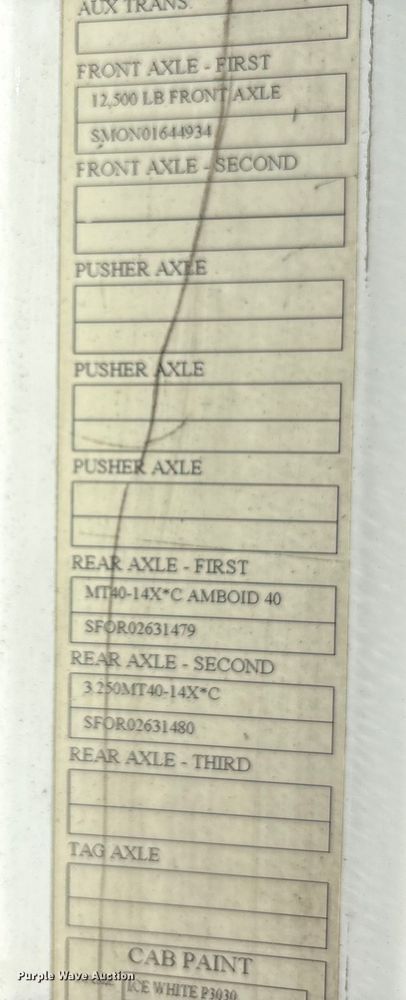 AUX TRANS
FRONT AXLE - FIRST
12,500 LB FRONT AXLE
SMON01644934
FRONT AXLE - SECOND
PUSHER AXLE
PUSHER AXLE
PUSHER AXLE
REAR AXLE - FIRST
MT40-14X*C AMBOID 40
SFOR02631479
REAR AXLE - SECOND
3.250MT40-14X*C
SFOR02631480
REAR AXLE - THIRD
TAG AXLE
CAB PAINT
ICE WHITE P3030
Purple Wave Auction